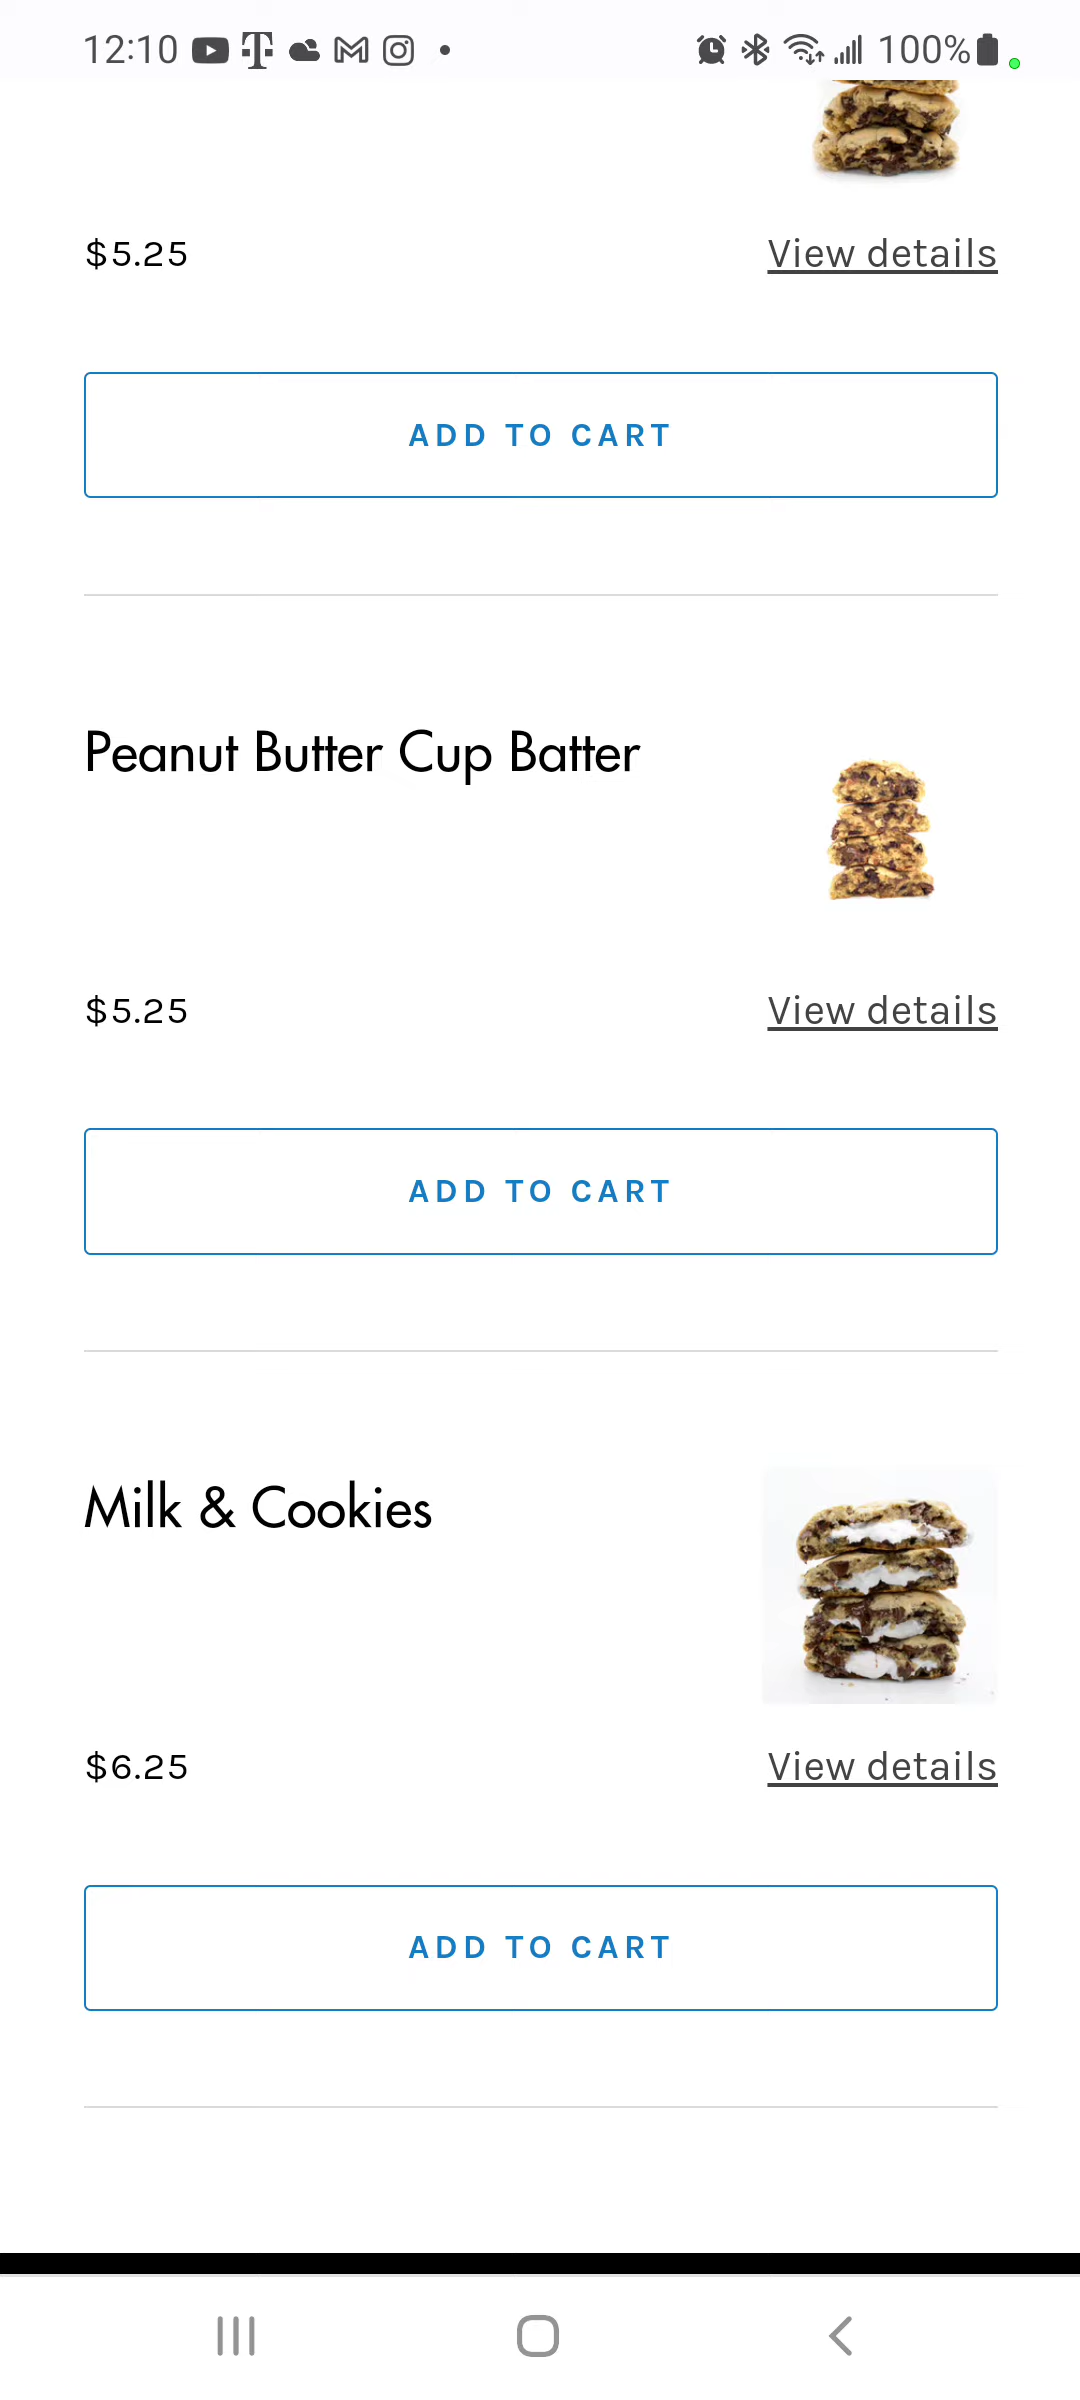 12:10 100%
$5.25 View details
ADD TO CART
Peanut Butter Cup Batter
$5.25 View details
ADD TO CART
Milk & Cookies
$6.25 View details
ADD TO CART